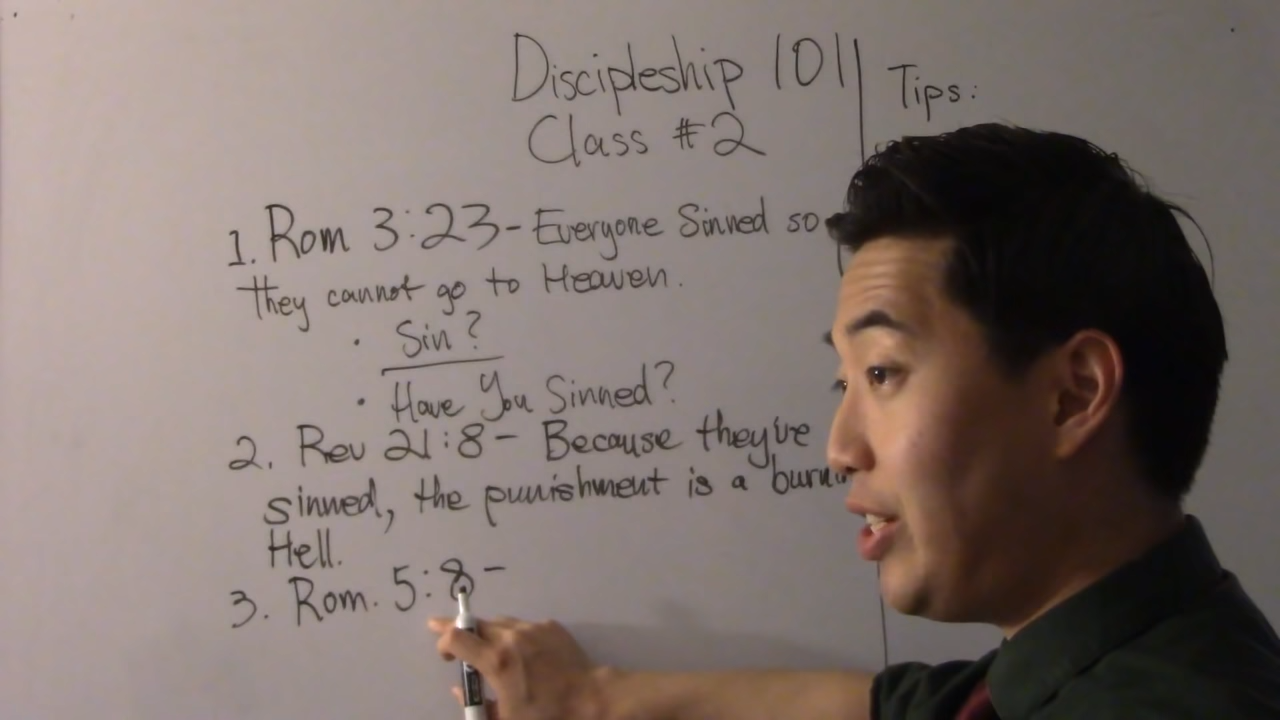 Discipleship 101
Class #2
Tips:
1. Rom 3:23- Everyone Sinned so
they cannot go to Heaven.
• Sin?
• Have You Sinned?
2. Rev 21:8- Because they've
sinned, the punishment is a
Hell.
3. Rom. 5:8-